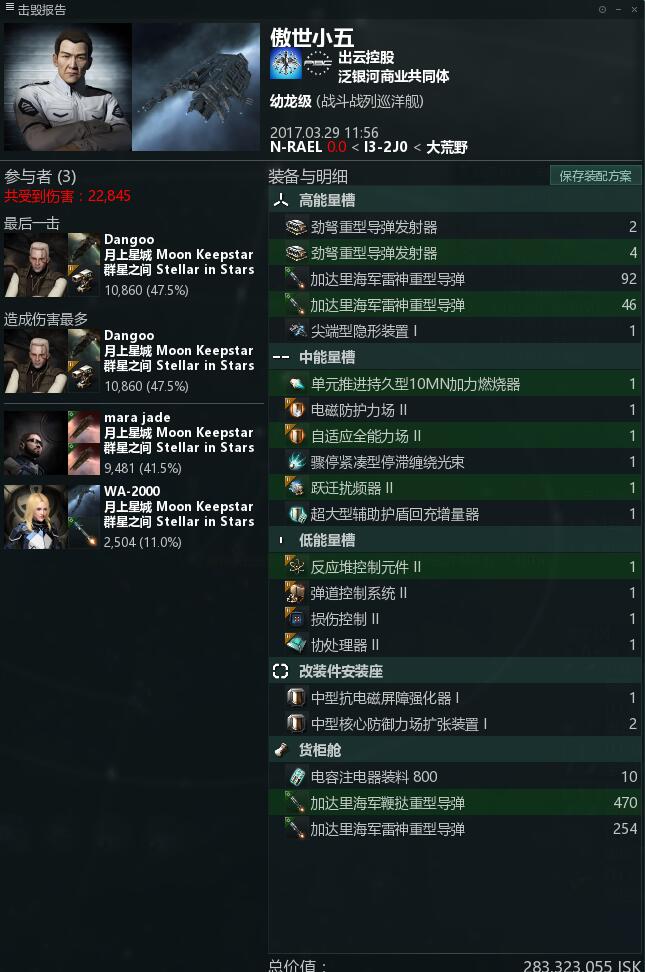 击毁报告
傲世小五
出云控股
泛银河商业共同体
幼龙级 (战斗战列巡洋舰)
2017.03.29 11:56
N-RAEL 0.0 < I3-2J0 < 大荒野
参与者 (3)
共受到伤害：22,845
最后一击
Dangoo
月上星城 Moon Keepstar
群星之间 Stellar in Stars
10,860 (47.5%)
造成伤害最多
Dangoo
月上星城 Moon Keepstar
群星之间 Stellar in Stars
10,860 (47.5%)
mara jade
月上星城 Moon Keepstar
群星之间 Stellar in Stars
9,481 (41.5%)
WA-2000
月上星城 Moon Keepstar
群星之间 Stellar in Stars
2,504 (11.0%)
装备与明细
保存装配方案
高能量槽
劲弩重型导弹发射器 2
劲弩重型导弹发射器 4
加达里海军雷神重型导弹 92
加达里海军雷神重型导弹 46
尖端型隐形装置 I 1
中能量槽
单元推进持久型10MN加力燃烧器 1
电磁防护力场 II 1
自适应全能力场 II 1
骤停紧凑型停滞缠绕光束 1
跃迁扰频器 II 1
超大型辅助护盾回充增量器 1
低能量槽
反应堆控制元件 II 1
弹道控制系统 II 1
损伤控制 II 1
协处理器 II 1
改装件安装座
中型抗电磁屏障强化器 I 1
中型核心防御力场扩张装置 I 2
货柜舱
电容注电器装料 800 10
加达里海军鞭挞重型导弹 470
加达里海军雷神重型导弹 254
总价值： 283,323,055 ISK